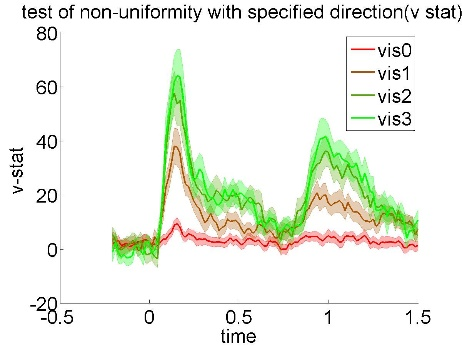 test of non-uniformity with specified direction(v stat)
80
60
40
20
0
-20
v-stat
vis0
vis1
vis2
vis3
-0.5
0
0.5
1
1.5
time